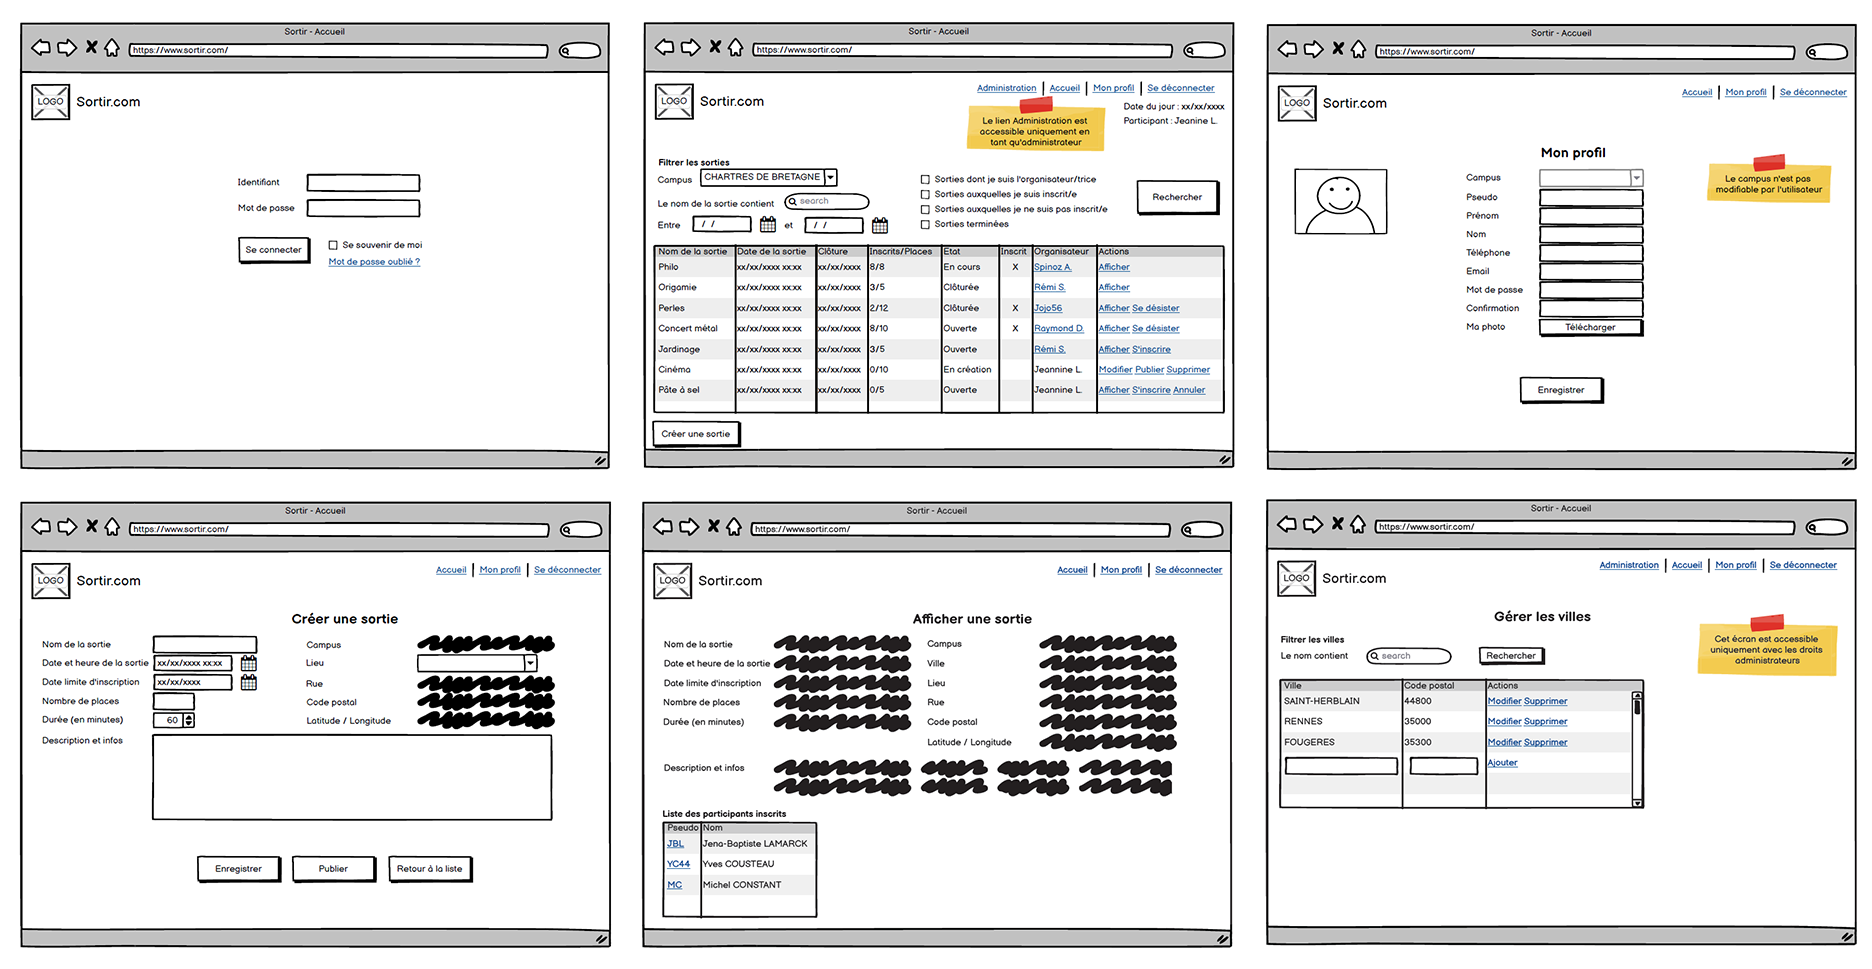 Sortir - Accueil
https://www.sortir.com/
LOGO Sortir.com
Identifiant
Mot de passe
Se connecter
Se souvenir de moi
Mot de passe oublié ?
Sortir - Accueil
https://www.sortir.com/
LOGO Sortir.com
Administration Accueil Mon profil Se déconnecter
Le lien Administration est
accessible uniquement en
tant qu'administrateur
Date du jour : xx/xx/xxxx
Participant : Jeanine L.
Filtrer les sorties
Campus CHARTRES DE BRETAGNE
Le nom de la sortie contient search
Entre / / et / /
Sorties dont je suis l'organisateur/trice
Sorties auxquelles je suis inscrit/e
Sorties auxquelles je ne suis pas inscrit/e
Sorties terminées
Rechercher
Nom de la sortie Date de la sortie Clôture Inscrits/Places Etat Inscrit Organisateur Actions
Philo xx/xx/xxxx xx:xx xx/xx/xxxx 8/8 En cours X Spinoz A. Afficher
Origamie xx/xx/xxxx xx:xx xx/xx/xxxx 3/5 Clôturée Rémi S. Afficher
Perles xx/xx/xxxx xx:xx xx/xx/xxxx 2/12 Clôturée X Jojo56 Afficher Se désister
Concert métal xx/xx/xxxx xx:xx xx/xx/xxxx 8/10 Ouverte X Raymond D. Afficher Se désister
Jardinage xx/xx/xxxx xx:xx xx/xx/xxxx 3/5 Ouverte Rémi S. Afficher S'inscrire
Cinéma xx/xx/xxxx xx:xx xx/xx/xxxx 0/10 En création Jeannine L. Modifier Publier Supprimer
Pâte à sel xx/xx/xxxx xx:xx xx/xx/xxxx 0/5 Ouverte Jeannine L. Afficher S'inscrire Annuler
Créer une sortie
Sortir - Accueil
https://www.sortir.com/
LOGO Sortir.com
Accueil Mon profil Se déconnecter
Mon profil
Le campus n'est pas
modifiable par l'utilisateur
Campus
Pseudo
Prénom
Nom
Téléphone
Email
Mot de passe
Confirmation
Ma photo Télécharger
Enregistrer
Sortir - Accueil
https://www.sortir.com/
LOGO Sortir.com
Accueil Mon profil Se déconnecter
Créer une sortie
Nom de la sortie
Date et heure de la sortie xx/xx/xxxx xx:xx
Date limite d'inscription xx/xx/xxxx
Nombre de places
Durée (en minutes) 60
Description et infos
Campus
Lieu
Rue
Code postal
Latitude / Longitude
Enregistrer Publier Retour à la liste
Sortir - Accueil
https://www.sortir.com/
LOGO Sortir.com
Accueil Mon profil Se déconnecter
Afficher une sortie
Nom de la sortie
Date et heure de la sortie
Date limite d'inscription
Nombre de places
Durée (en minutes)
Campus
Ville
Lieu
Rue
Code postal
Latitude / Longitude
Description et infos
Liste des participants inscrits
Pseudo Nom
JBL Jena-Baptiste LAMARCK
YC44 Yves COUSTEAU
MC Michel CONSTANT
Sortir - Accueil
https://www.sortir.com/
LOGO Sortir.com
Administration Accueil Mon profil Se déconnecter
Gérer les villes
Cet écran est accessible
uniquement avec les droits
administrateurs
Filtrer les villes
Le nom contient search Rechercher
Ville Code postal Actions
SAINT-HERBLAIN 44800 Modifier Supprimer
RENNES 35000 Modifier Supprimer
FOUGERES 35300 Modifier Supprimer
Ajouter